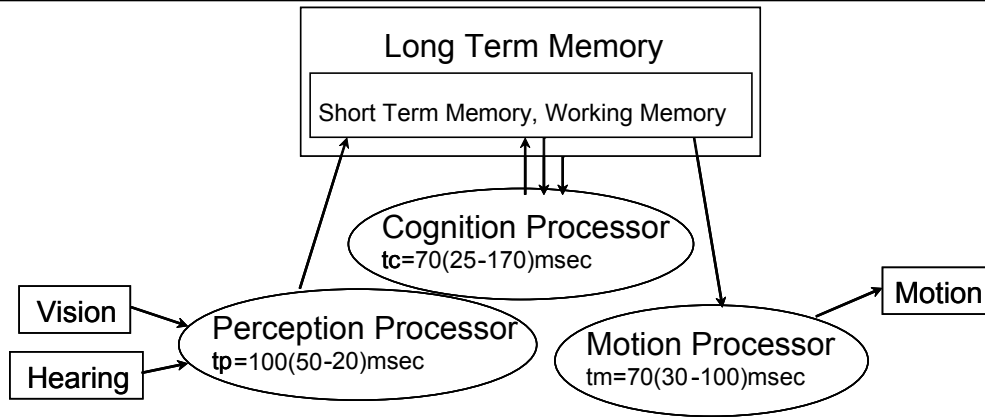 Long Term Memory
Short Term Memory, Working Memory
Cognition Processor
tc=70(25-170)msec
Vision
Hearing
Perception Processor
tp=100(50-20)msec
Motion Processor
tm=70(30-100)msec
Motion